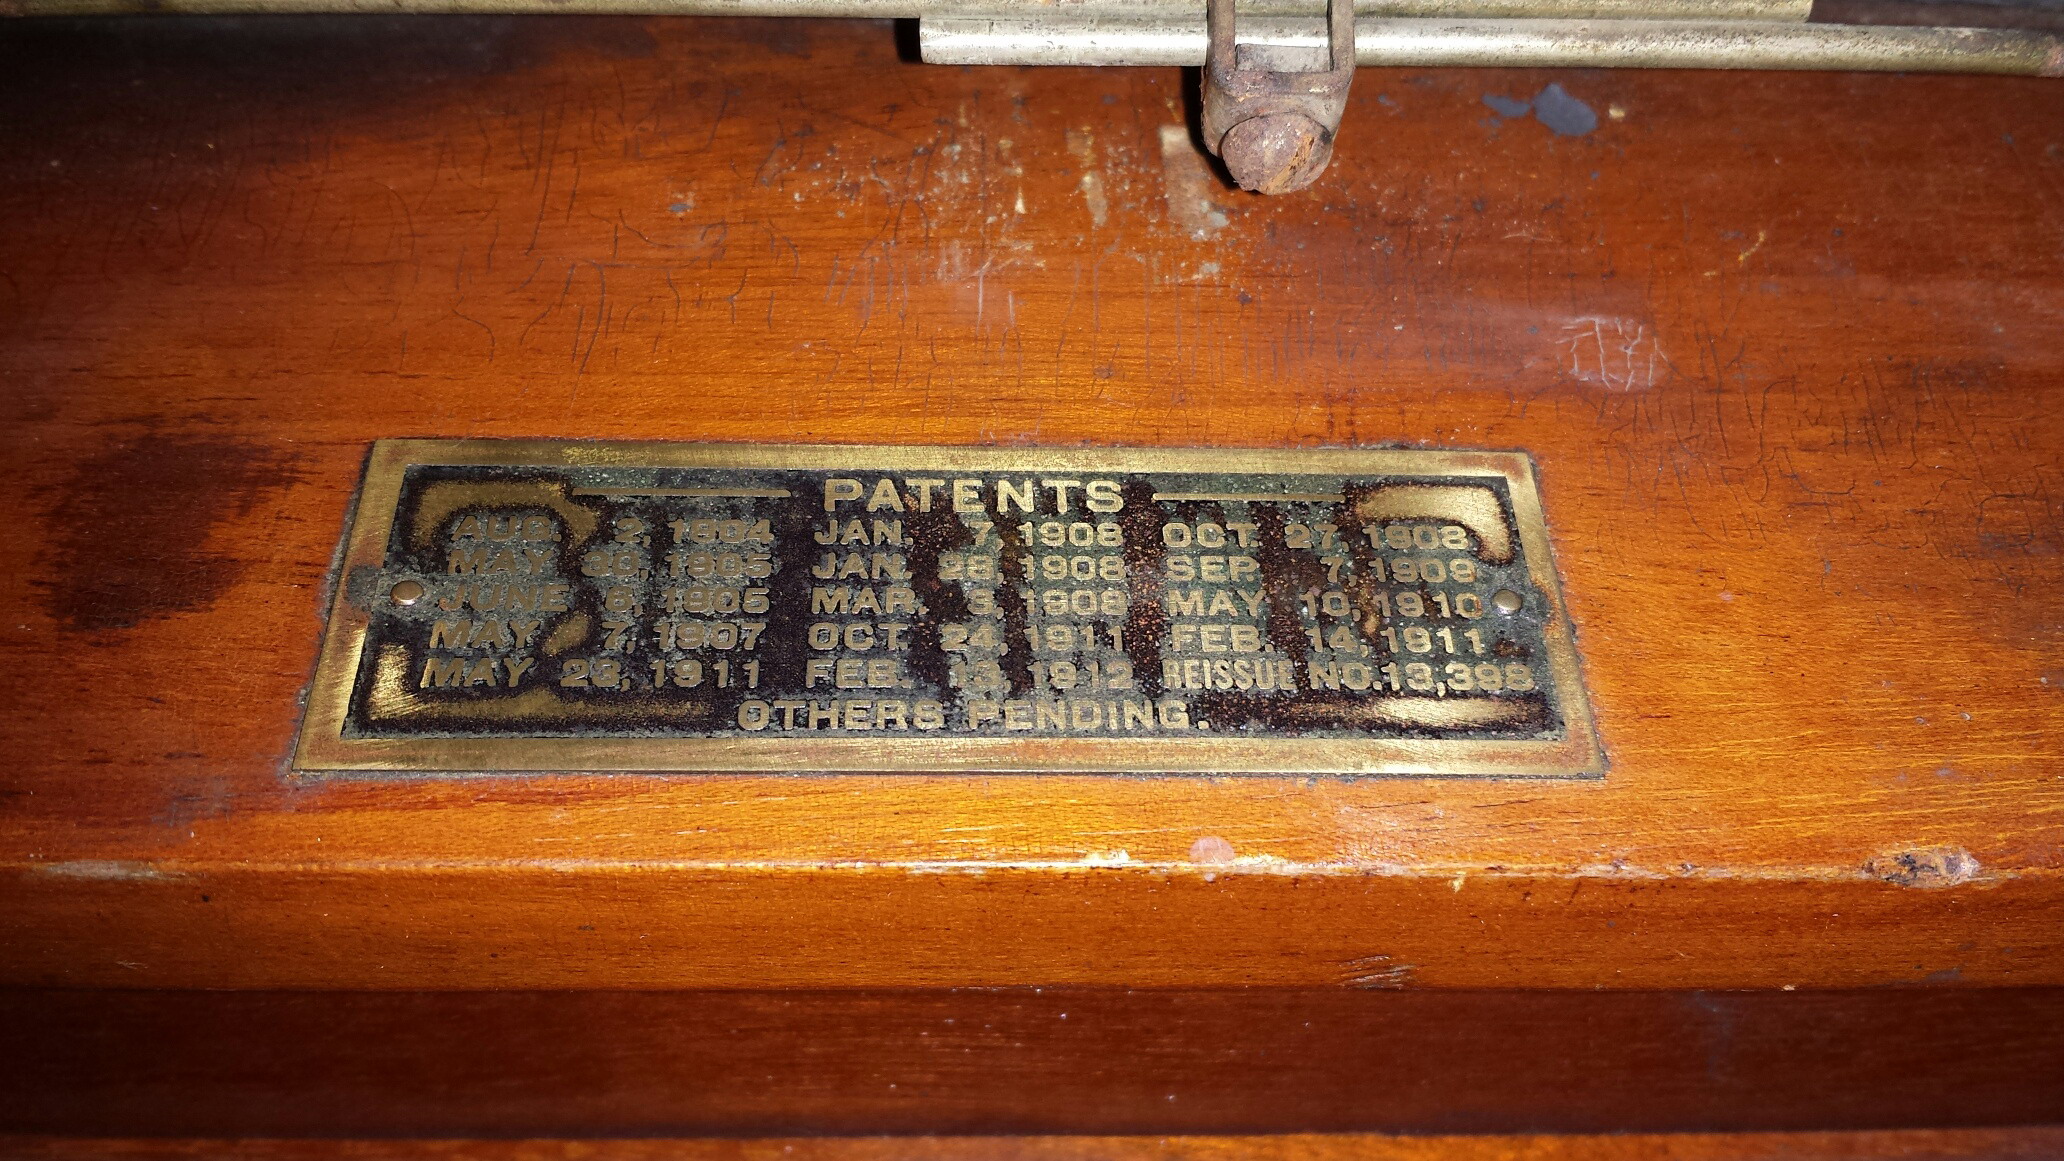 PATENTS
AUG. 2, 1904 JAN. 7, 1908 OCT. 27, 1908
MAY 30, 1905 JAN. 28, 1908 SEP. 7, 1909
JUNE 6, 1905 MAR. 3, 1908 MAY 10, 1910
MAY 7, 1907 OCT. 24, 1911 FEB. 14, 1911
MAY 23, 1911 FEB. 13, 1912 REISSUE NO.13,398
OTHERS PENDING.